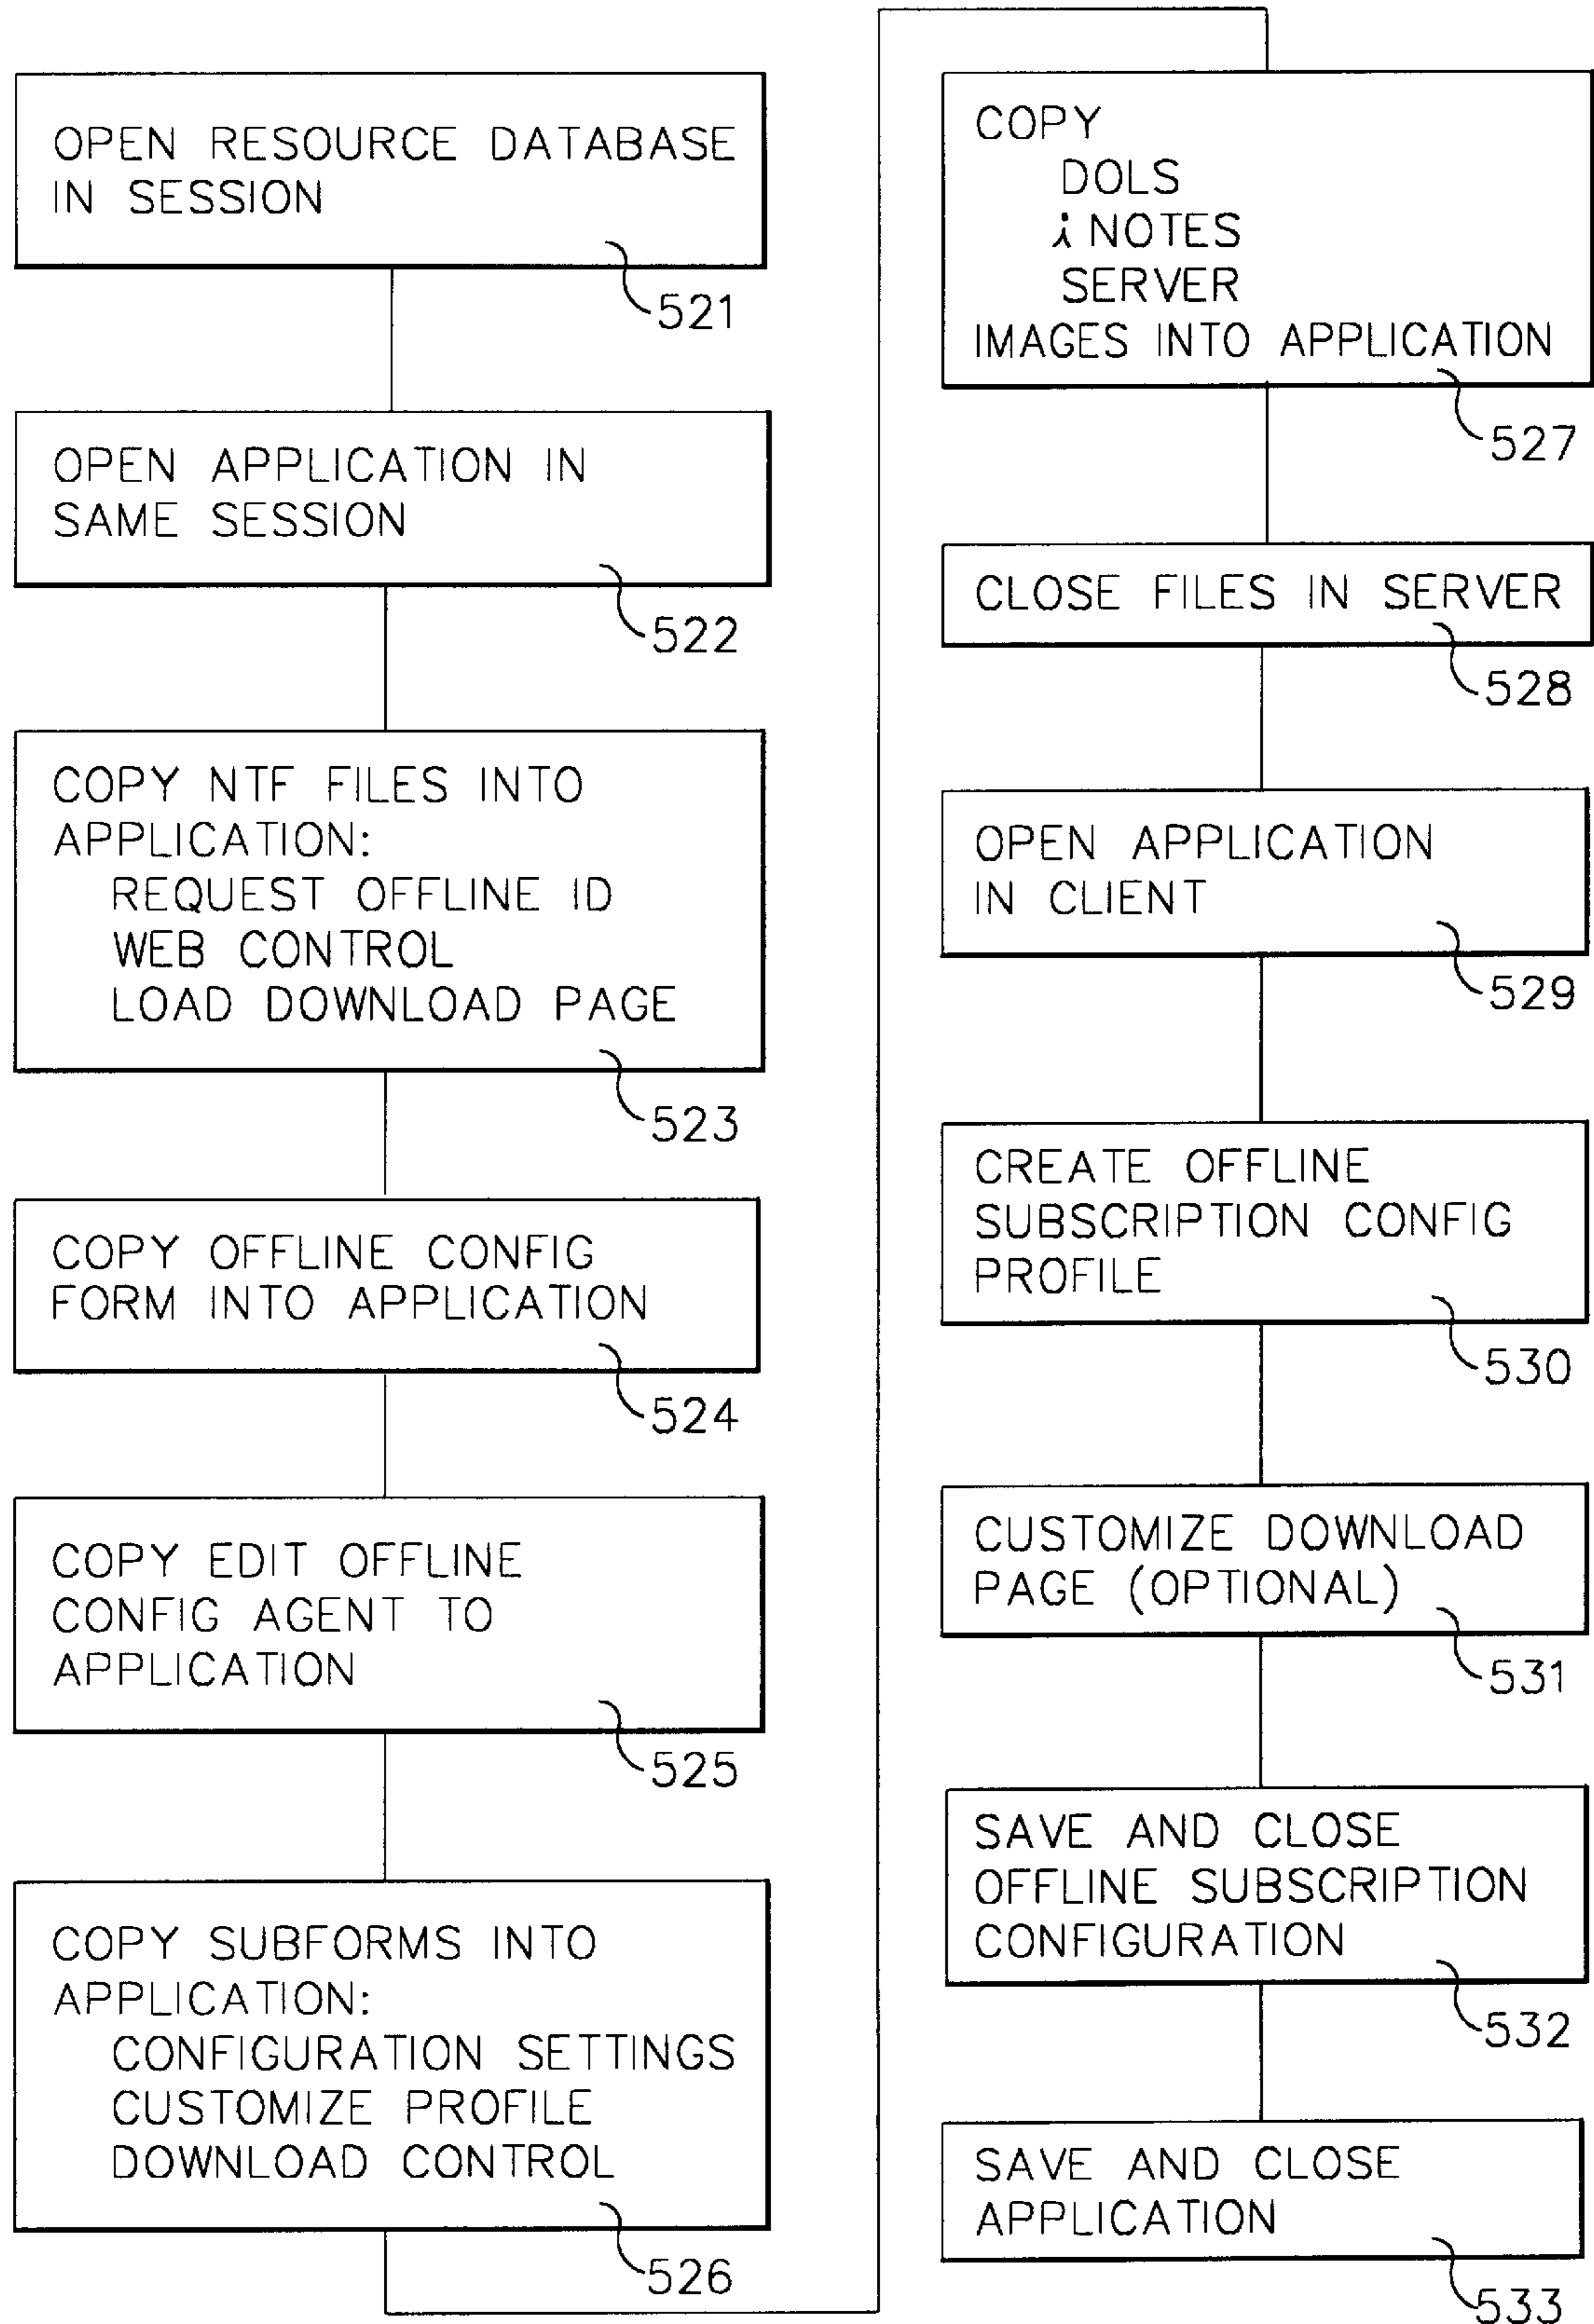 OPEN RESOURCE DATABASE
IN SESSION
521
OPEN APPLICATION IN
SAME SESSION
522
COPY NTF FILES INTO
APPLICATION:
REQUEST OFFLINE ID
WEB CONTROL
LOAD DOWNLOAD PAGE
523
COPY OFFLINE CONFIG
FORM INTO APPLICATION
524
COPY EDIT OFFLINE
CONFIG AGENT TO
APPLICATION
525
COPY SUBFORMS INTO
APPLICATION:
CONFIGURATION SETTINGS
CUSTOMIZE PROFILE
DOWNLOAD CONTROL
526
COPY
DOLS
iNOTES
SERVER
IMAGES INTO APPLICATION
527
CLOSE FILES IN SERVER
528
OPEN APPLICATION
IN CLIENT
529
CREATE OFFLINE
SUBSCRIPTION CONFIG
PROFILE
530
CUSTOMIZE DOWNLOAD
PAGE (OPTIONAL)
531
SAVE AND CLOSE
OFFLINE SUBSCRIPTION
CONFIGURATION
532
SAVE AND CLOSE
APPLICATION
533